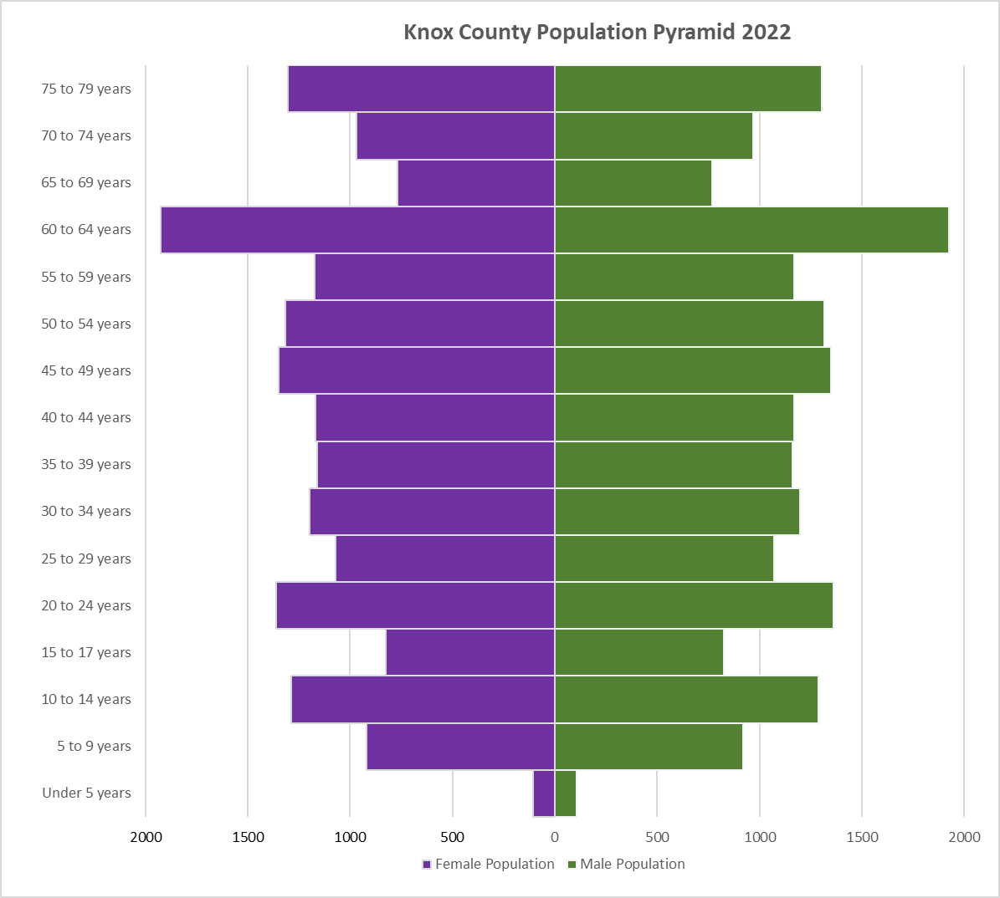 Knox County Population Pyramid 2022
75 to 79 years
70 to 74 years
65 to 69 years
60 to 64 years
55 to 59 years
50 to 54 years
45 to 49 years
40 to 44 years
35 to 39 years
30 to 34 years
25 to 29 years
20 to 24 years
15 to 17 years
10 to 14 years
5 to 9 years
Under 5 years
2000 1500 1000 500 0 500 1000 1500 2000
Female Population Male Population